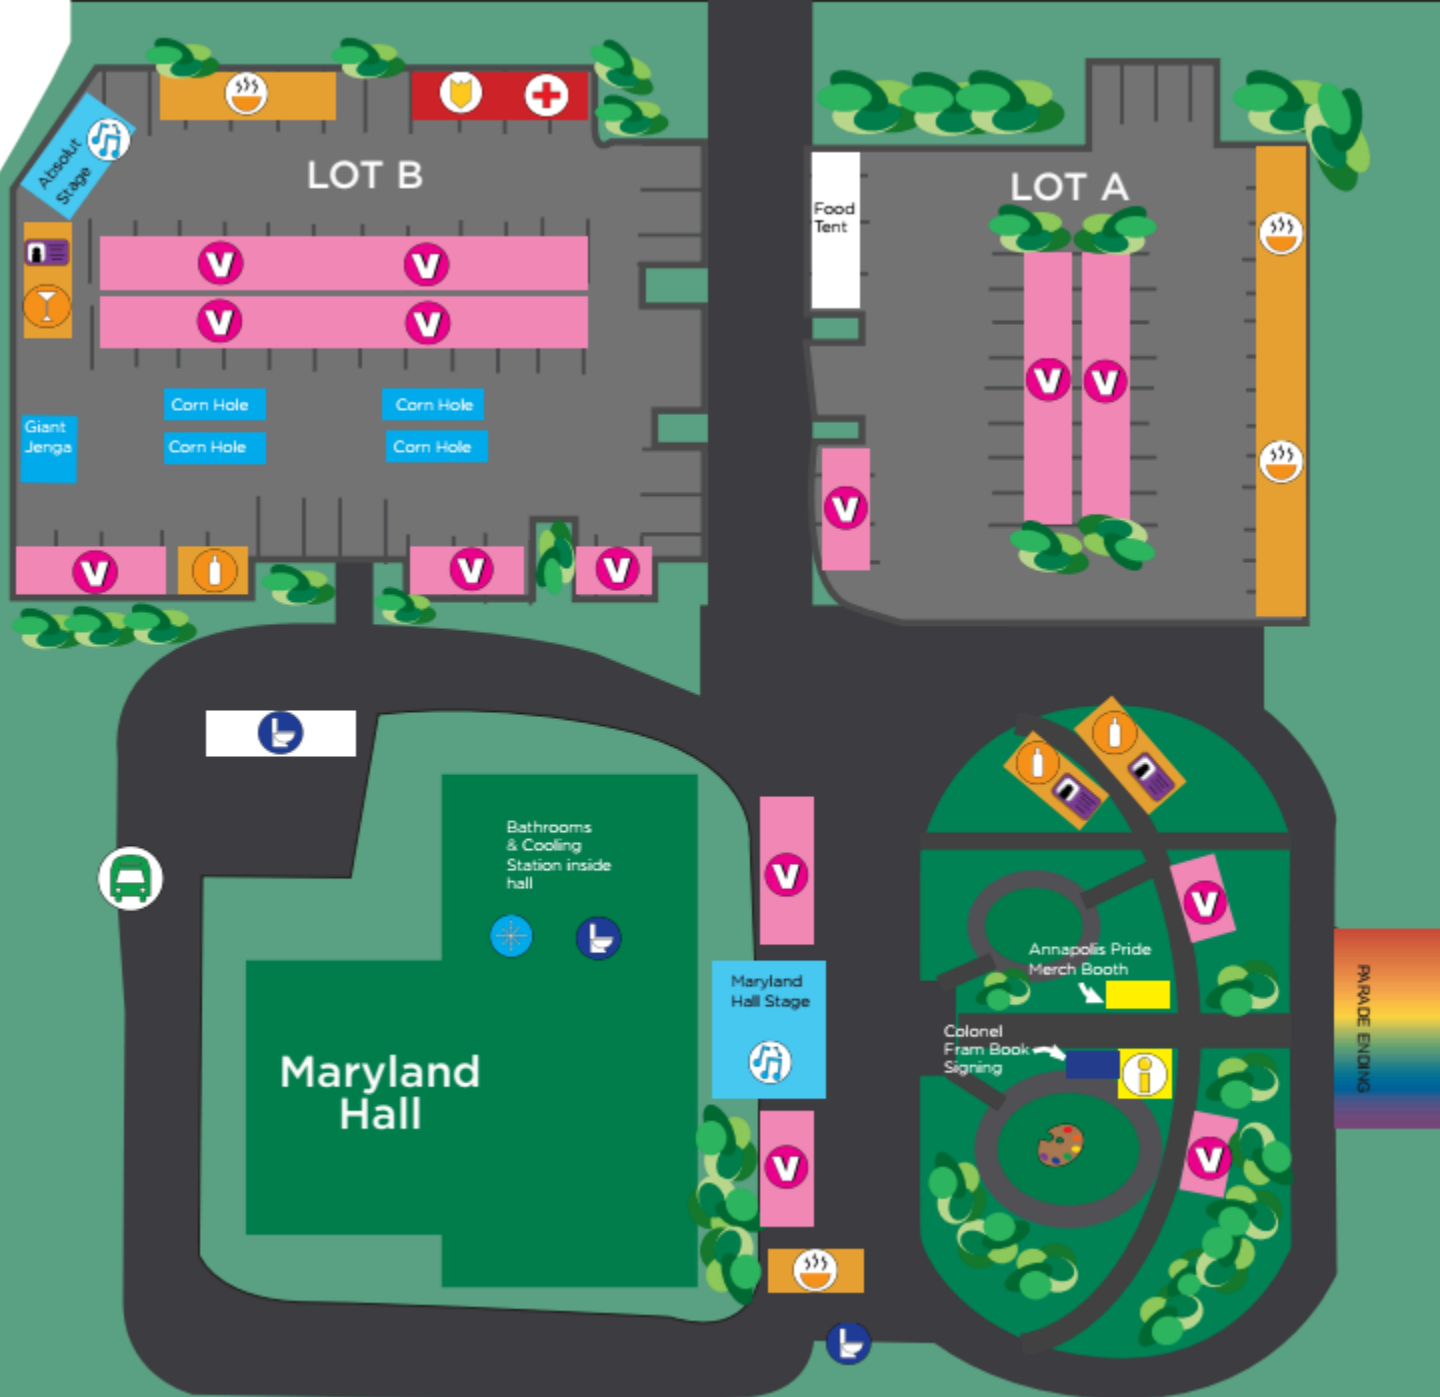 LOT B
LOT A
Absolut
Stage
Food
Tent
V
V
V
V
V
V
Corn Hole
Corn Hole
Corn Hole
Corn Hole
Giant
Jenga
V
V
V
V
Bathrooms
& Cooling
Station inside
hall
V
V
Annapolis Pride
Merch Booth
Maryland
Hall Stage
Colonel
Fram Book
Signing
i
PARADE ENDING
Maryland
Hall
V
V